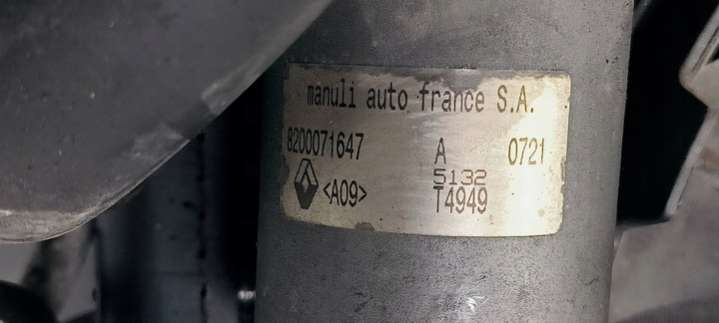 manuli auto france S.A.
8200071647 A 0721
5132
<A09> T4949